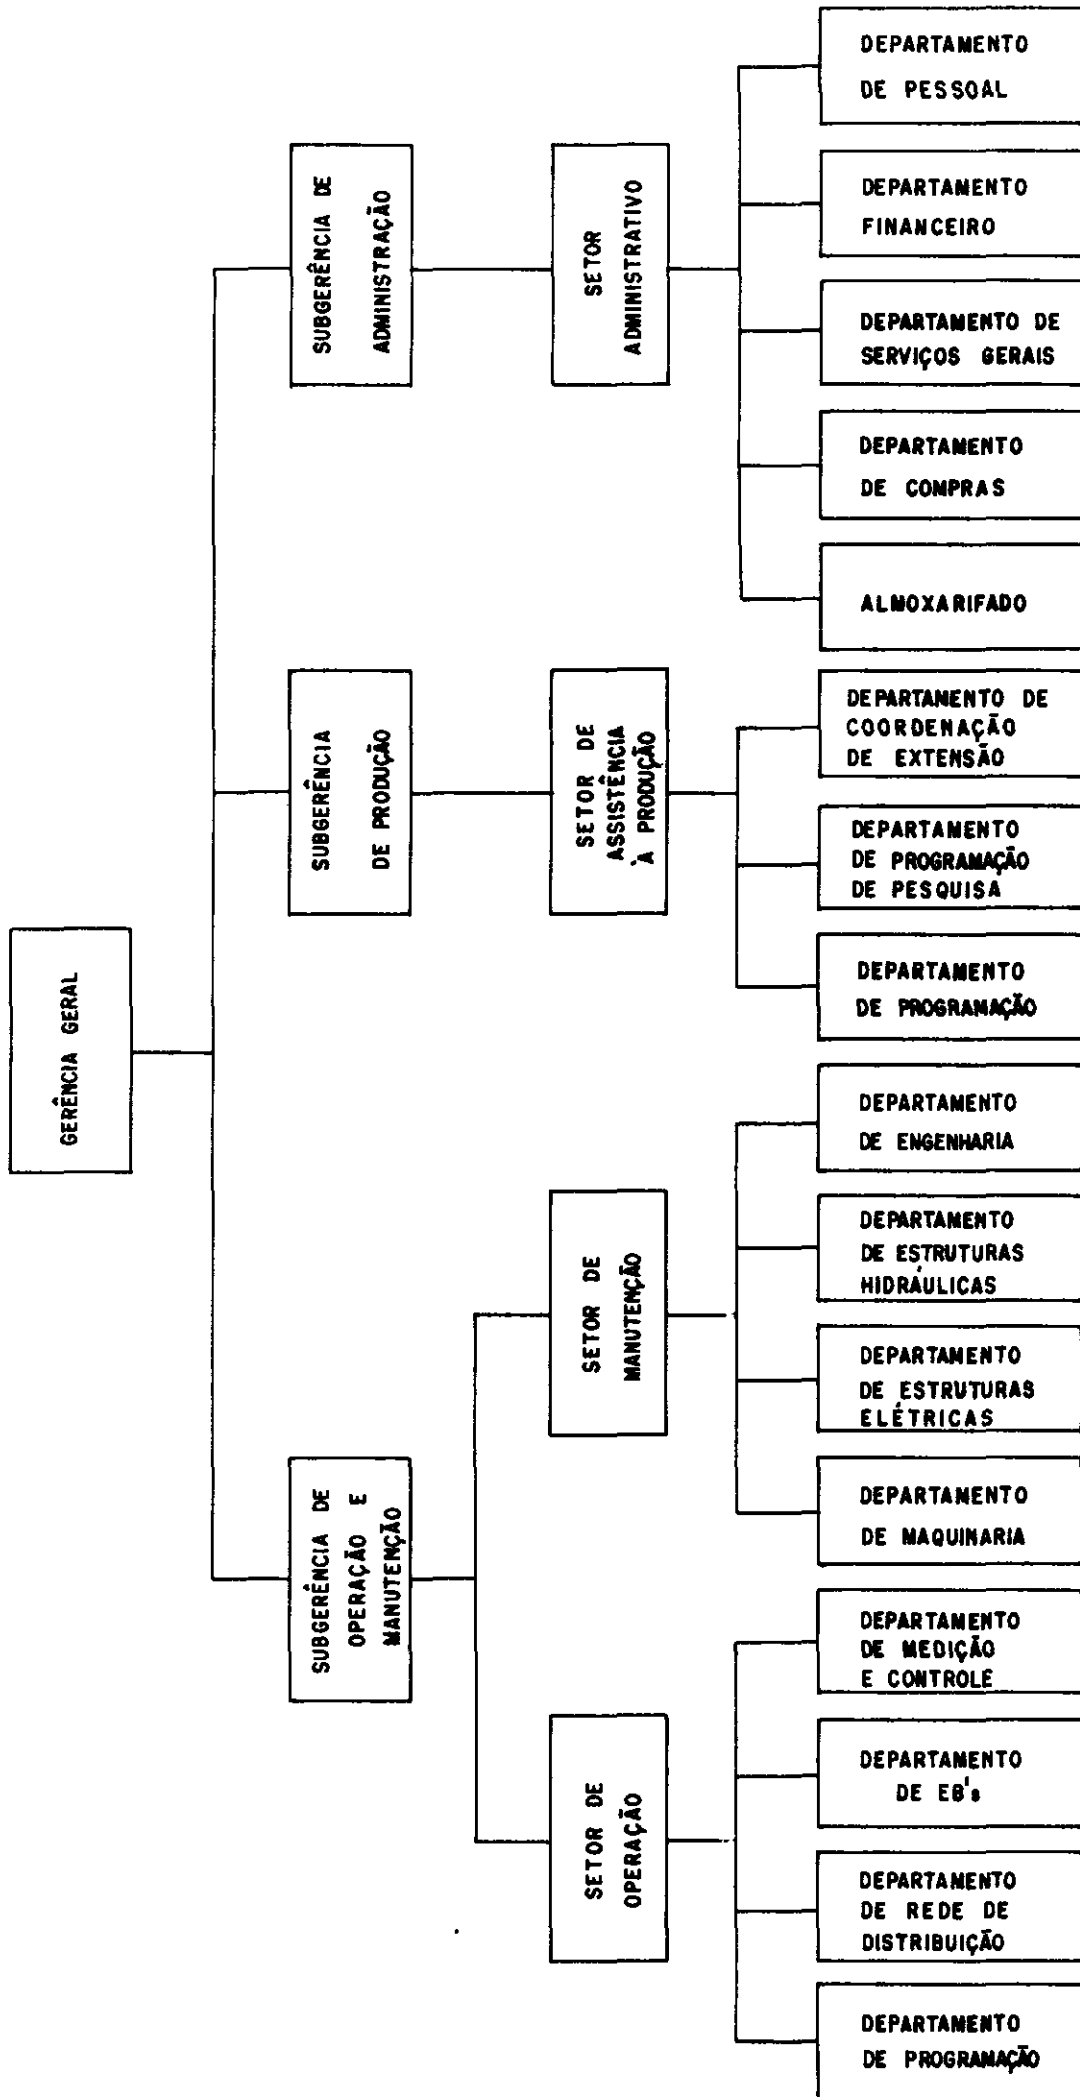 GERÊNCIA GERAL
SUBGERÊNCIA DE
OPERAÇÃO E
MANUTENÇÃO
SUBGERÊNCIA
DE PRODUÇÃO
SUBGERÊNCIA DE
ADMINISTRAÇÃO
SETOR DE
OPERAÇÃO
SETOR DE
MANUTENÇÃO
SETOR DE
ASSISTÊNCIA
À PRODUÇÃO
SETOR
ADMINISTRATIVO
DEPARTAMENTO
DE PESSOAL
DEPARTAMENTO
FINANCEIRO
DEPARTAMENTO DE
SERVIÇOS GERAIS
DEPARTAMENTO
DE COMPRAS
ALMOXARIFADO
DEPARTAMENTO DE
COORDENAÇÃO
DE EXTENSÃO
DEPARTAMENTO
DE PROGRAMAÇÃO
DE PESQUISA
DEPARTAMENTO
DE PROGRAMAÇÃO
DEPARTAMENTO
DE ENGENHARIA
DEPARTAMENTO
DE ESTRUTURAS
HIDRÁULICAS
DEPARTAMENTO
DE ESTRUTURAS
ELÉTRICAS
DEPARTAMENTO
DE MAQUINARIA
DEPARTAMENTO
DE MEDIÇÃO
E CONTROLE
DEPARTAMENTO
DE EB's
DEPARTAMENTO
DE REDE DE
DISTRIBUIÇÃO
DEPARTAMENTO
DE PROGRAMAÇÃO